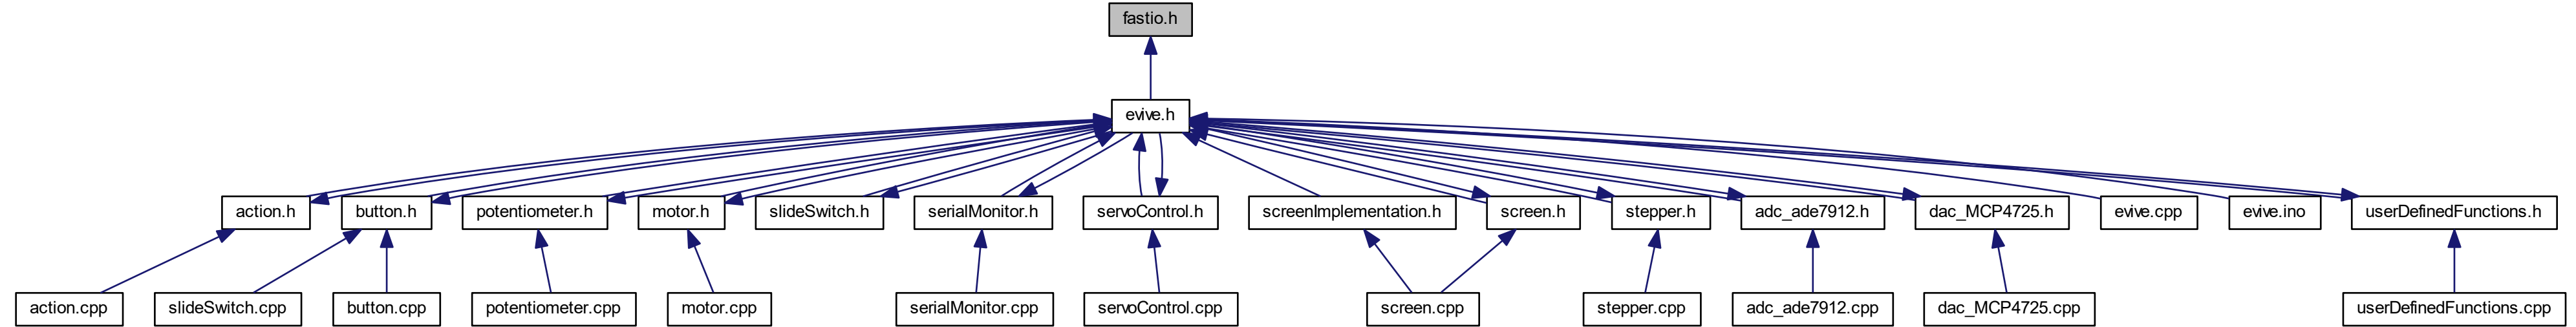 fastio.h
evive.h
action.h
button.h
potentiometer.h
motor.h
slideSwitch.h
serialMonitor.h
servoControl.h
screenImplementation.h
screen.h
stepper.h
adc_ade7912.h
dac_MCP4725.h
evive.cpp
evive.ino
userDefinedFunctions.h
action.cpp
slideSwitch.cpp
button.cpp
potentiometer.cpp
motor.cpp
serialMonitor.cpp
servoControl.cpp
screen.cpp
stepper.cpp
adc_ade7912.cpp
dac_MCP4725.cpp
userDefinedFunctions.cpp